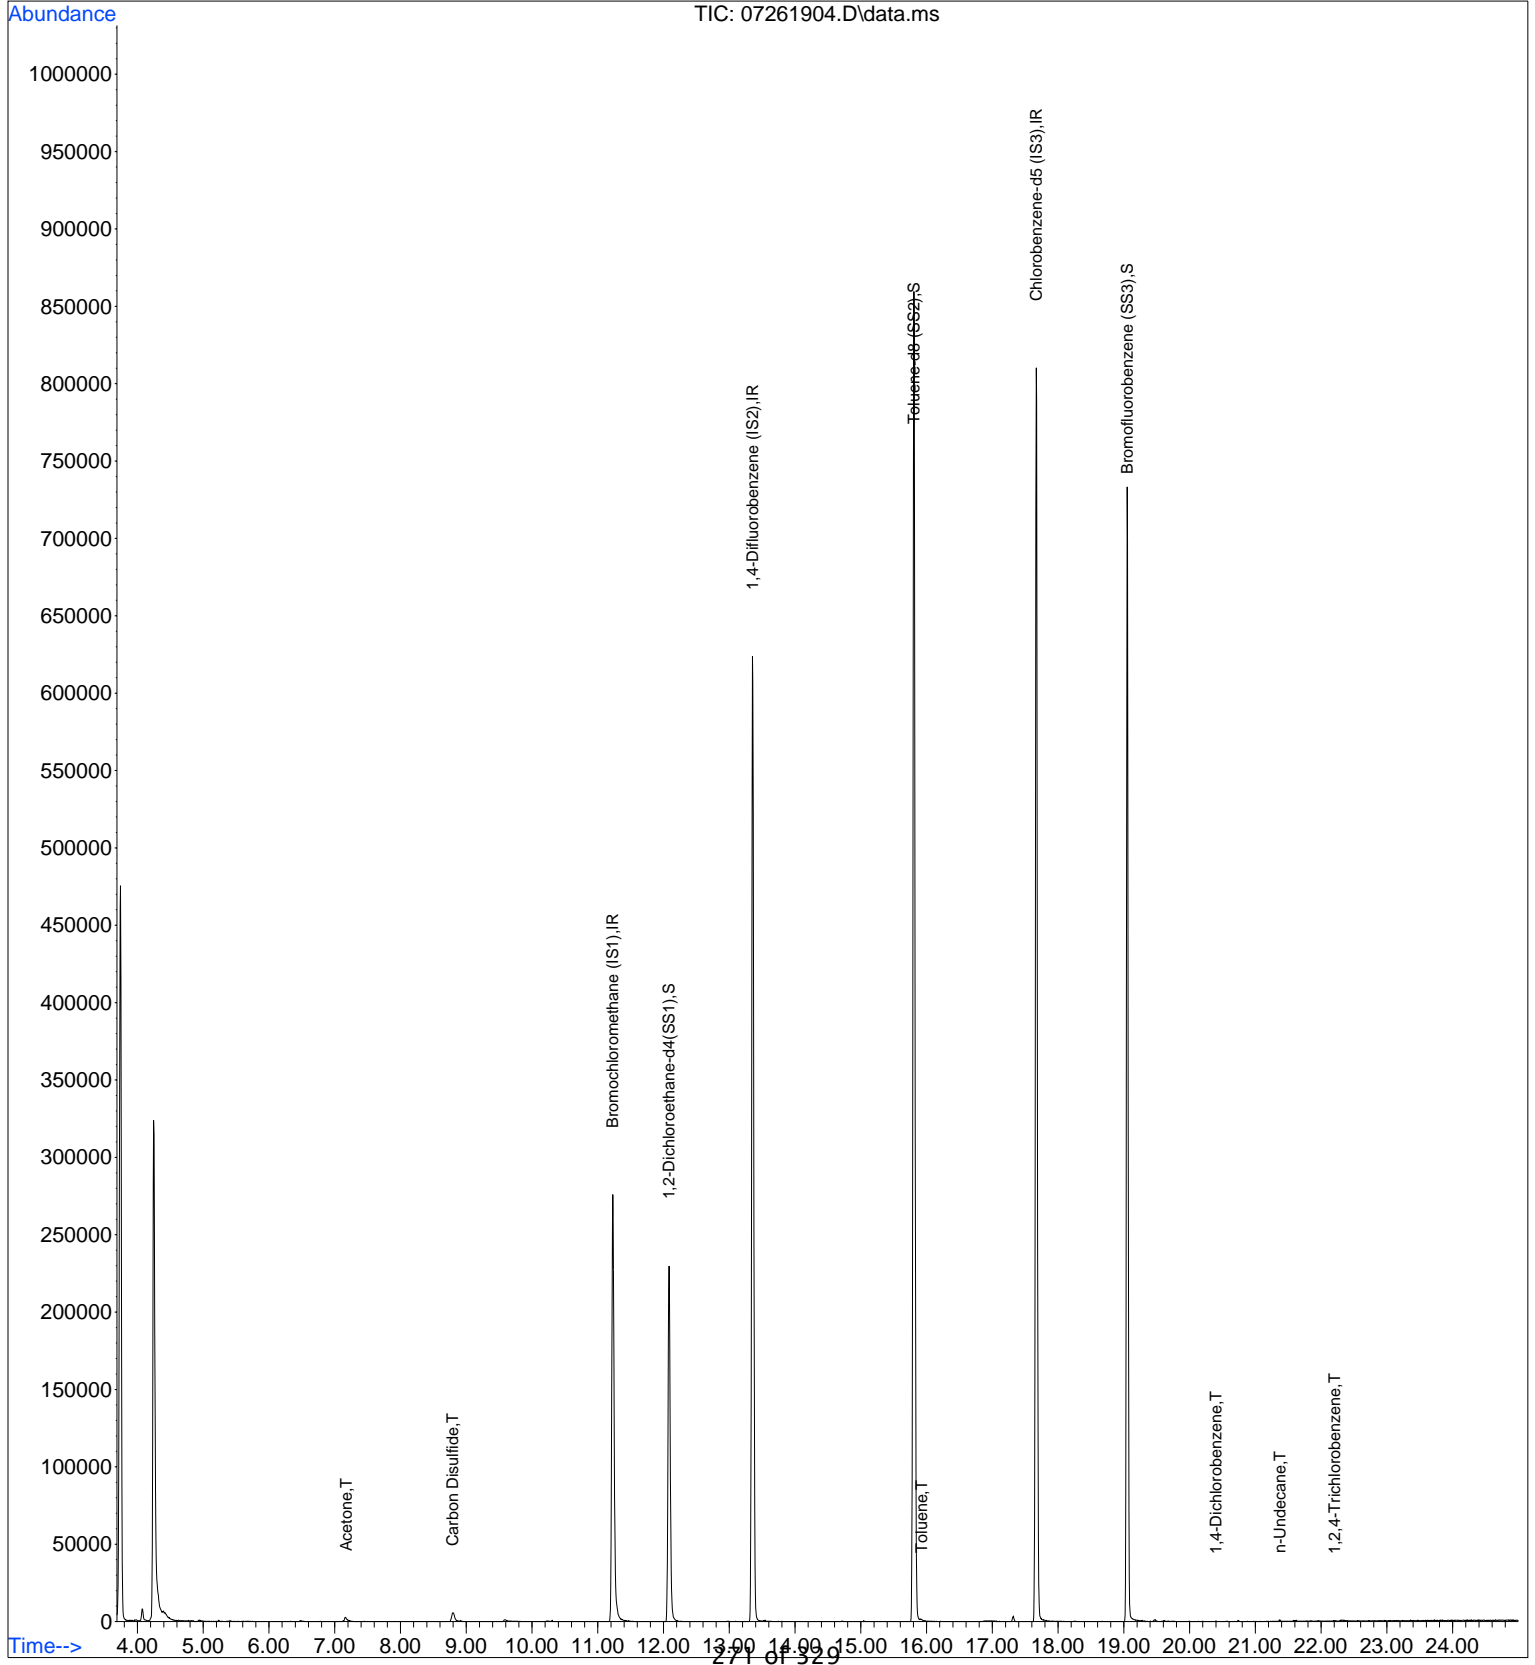 Abundance
TIC: 07261904.D\data.ms
1000000
950000
900000
850000
800000
750000
700000
650000
600000
550000
500000
450000
400000
350000
300000
250000
200000
150000
100000
50000
0
Acetone,T
Carbon Disulfide,T
Bromochloromethane (IS1),IR
1,2-Dichloroethane-d4(SS1),S
1,4-Difluorobenzene (IS2),IR
Toluene-d8 (SS2),S
Toluene,T
Chlorobenzene-d5 (IS3),IR
Bromofluorobenzene (SS3),S
1,4-Dichlorobenzene,T
n-Undecane,T
1,2,4-Trichlorobenzene,T
Time-->
4.00 5.00 6.00 7.00 8.00 9.00 10.00 11.00 12.00 13.00 14.00 15.00 16.00 17.00 18.00 19.00 20.00 21.00 22.00 23.00 24.00
271 of 329